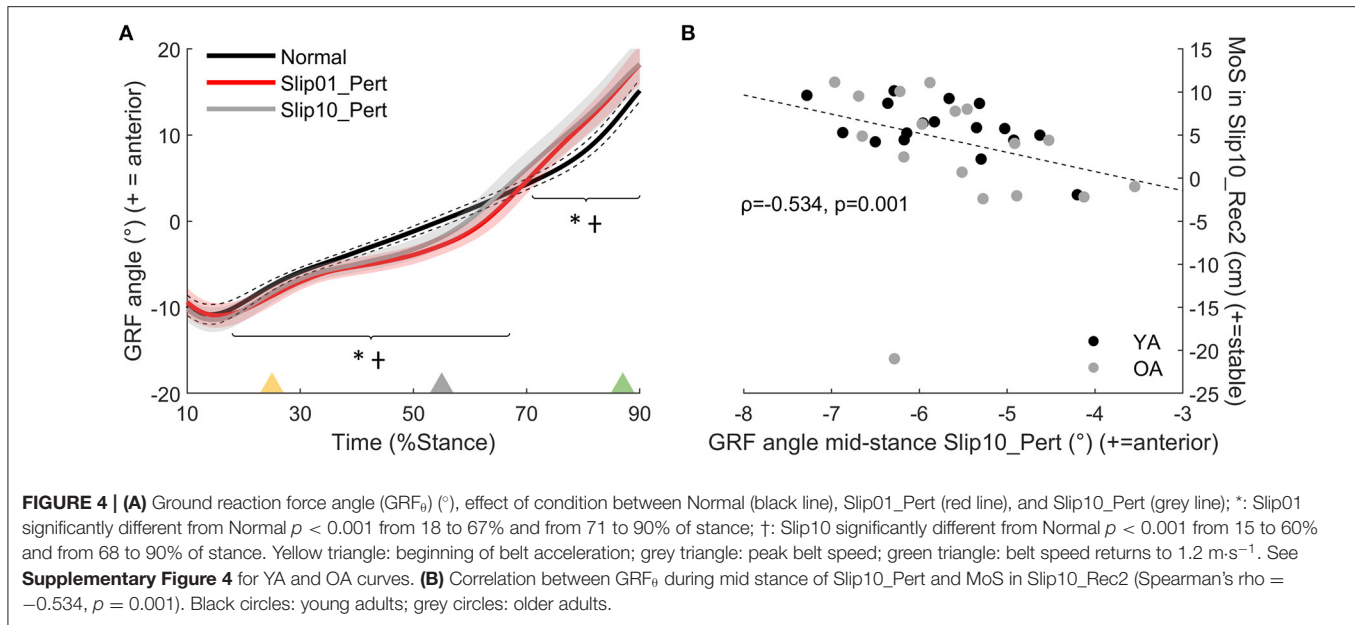 A
B
Normal
Slip01_Pert
Slip10_Pert
GRF angle (°) (+ = anterior)
20
10
0
-10
-20
* †
* †
10
30
50
70
90
Time (%Stance)
ρ=-0.534, p=0.001
YA
OA
15
10
5
0
-5
-10
-15
-20
-25
MoS in Slip10_Rec2 (cm) (+=stable)
-8
-7
-6
-5
-4
-3
GRF angle mid-stance Slip10_Pert (°) (+=anterior)
FIGURE 4 | (A) Ground reaction force angle (GRFθ) (°), effect of condition between Normal (black line), Slip01_Pert (red line), and Slip10_Pert (grey line); *: Slip01
significantly different from Normal p < 0.001 from 18 to 67% and from 71 to 90% of stance; †: Slip10 significantly different from Normal p < 0.001 from 15 to 60%
and from 68 to 90% of stance. Yellow triangle: beginning of belt acceleration; grey triangle: peak belt speed; green triangle: belt speed returns to 1.2 m·s−1. See
Supplementary Figure 4 for YA and OA curves. (B) Correlation between GRFθ during mid stance of Slip10_Pert and MoS in Slip10_Rec2 (Spearman's rho =
−0.534, p = 0.001). Black circles: young adults; grey circles: older adults.